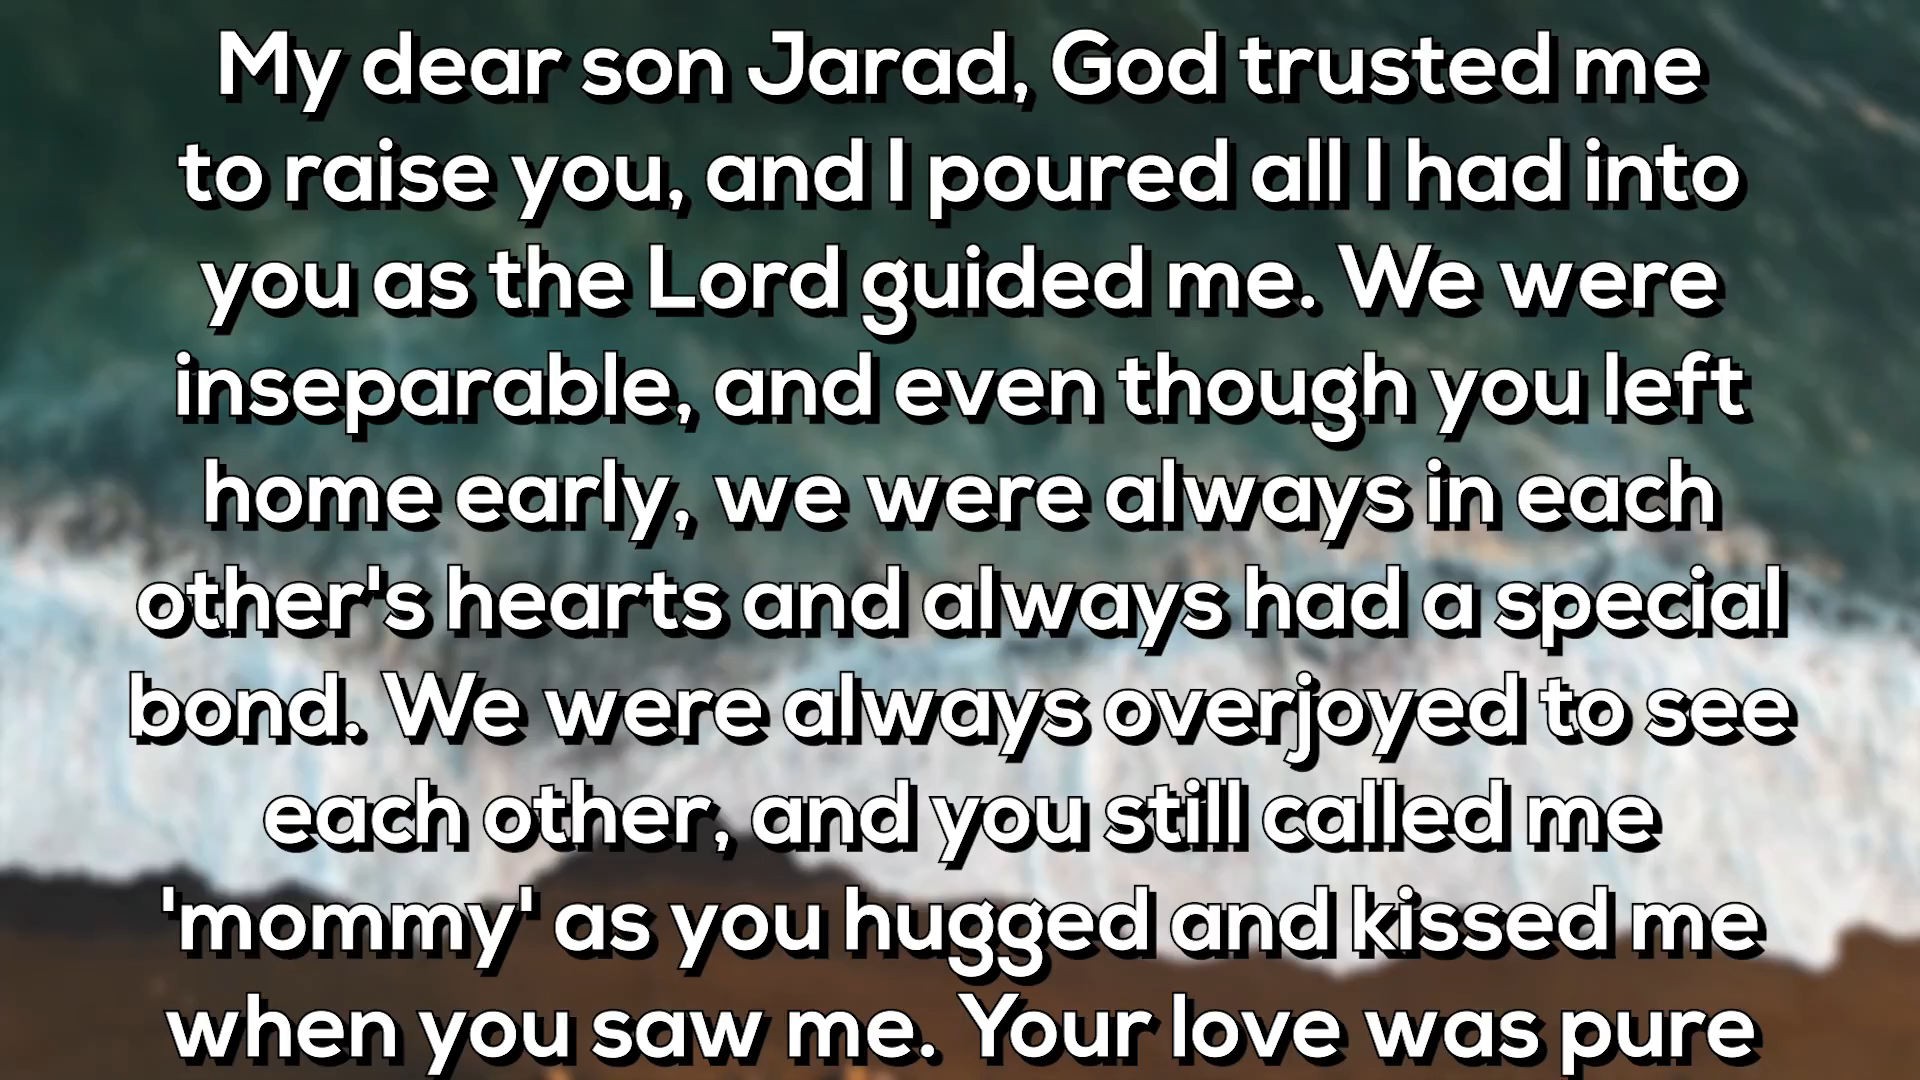 My dear son Jarad, God trusted me
to raise you, and I poured all I had into
you as the Lord guided me. We were
inseparable, and even though you left
home early, we were always in each
other's hearts and always had a special
bond. We were always overjoyed to see
each other, and you still called me
'mommy' as you hugged and kissed me
when you saw me. Your love was pure